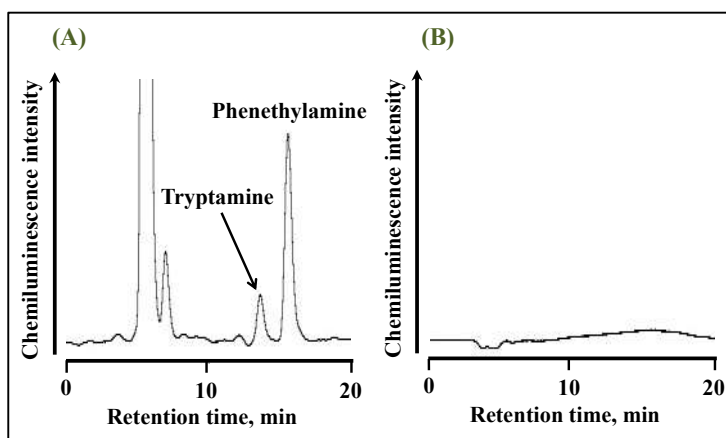 (A)
Chemiluminescence intensity
Phenethylamine
Tryptamine
0 10 20
Retention time, min
(B)
Chemiluminescence intensity
0 10 20
Retention time, min